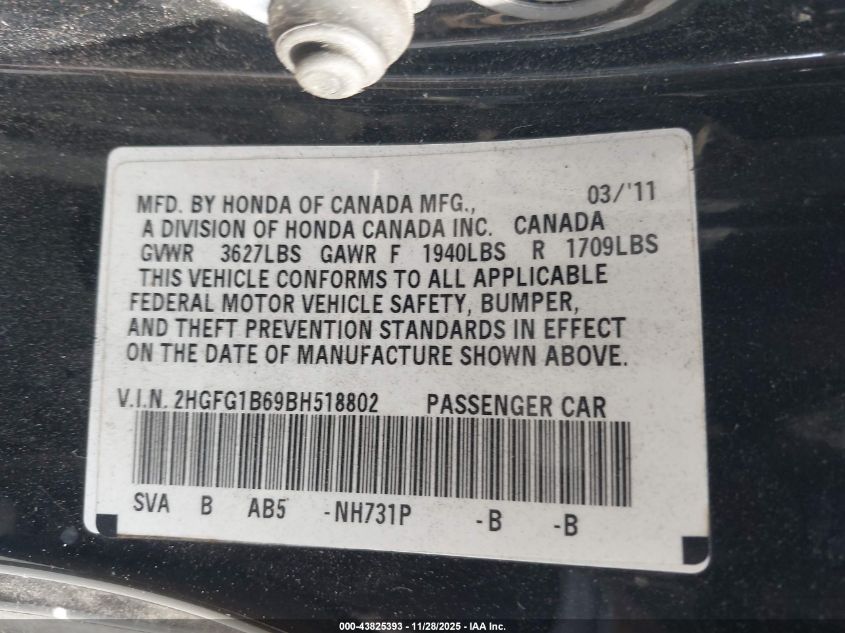 03/'11
MFD. BY HONDA OF CANADA MFG.,
A DIVISION OF HONDA CANADA INC. CANADA
GVWR 3627LBS GAWR F 1940LBS R 1709LBS
THIS VEHICLE CONFORMS TO ALL APPLICABLE
FEDERAL MOTOR VEHICLE SAFETY, BUMPER,
AND THEFT PREVENTION STANDARDS IN EFFECT
ON THE DATE OF MANUFACTURE SHOWN ABOVE.
V.I.N. 2HGFG1B69BH518802 PASSENGER CAR
SVA B AB5 -NH731P -B -B
000-43825393 | 11/28/2025 - IAA Inc.